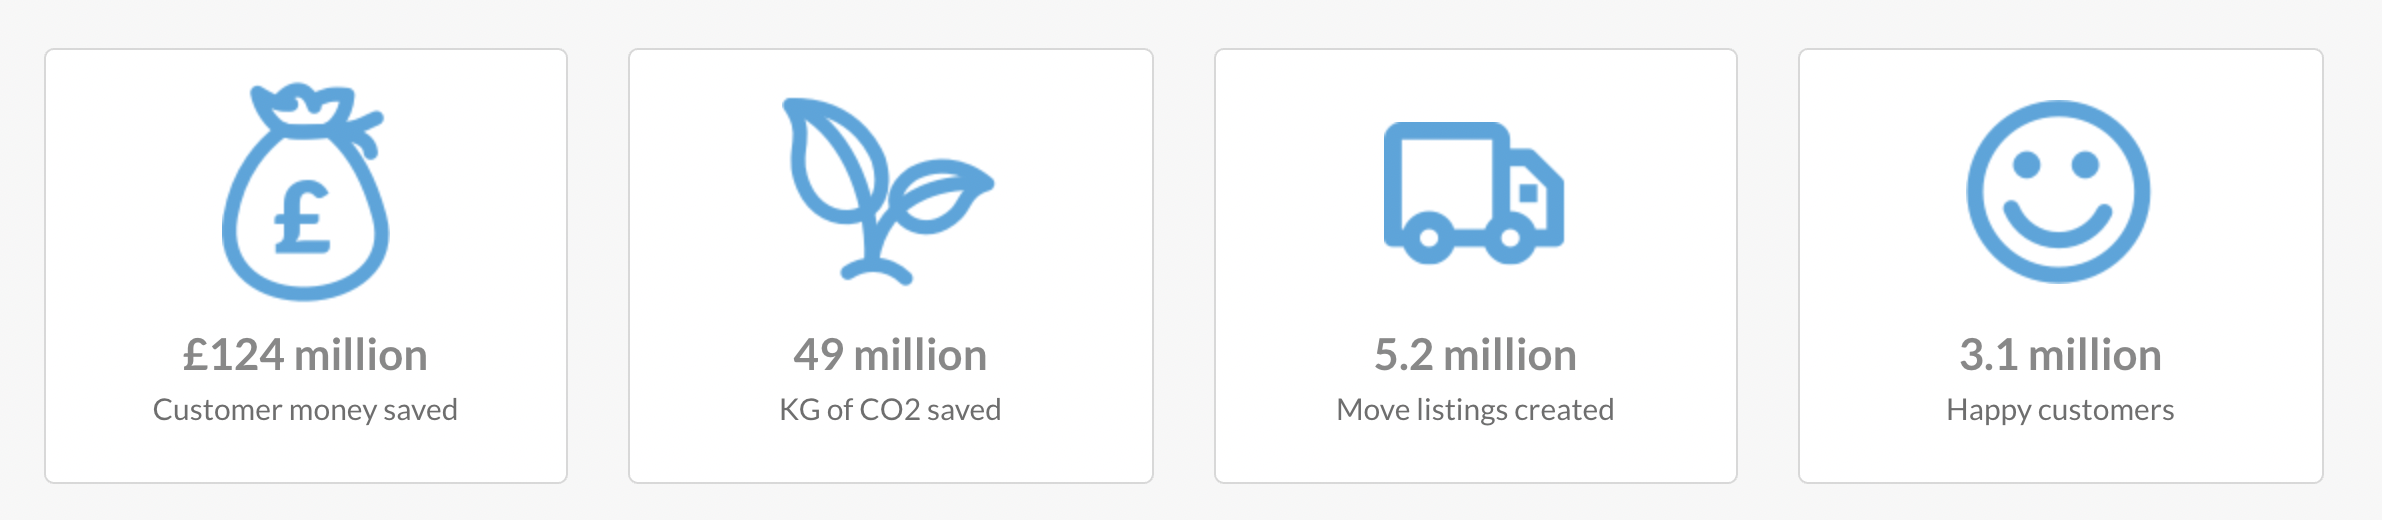 £
£124 million
Customer money saved
49 million
KG of CO2 saved
5.2 million
Move listings created
3.1 million
Happy customers